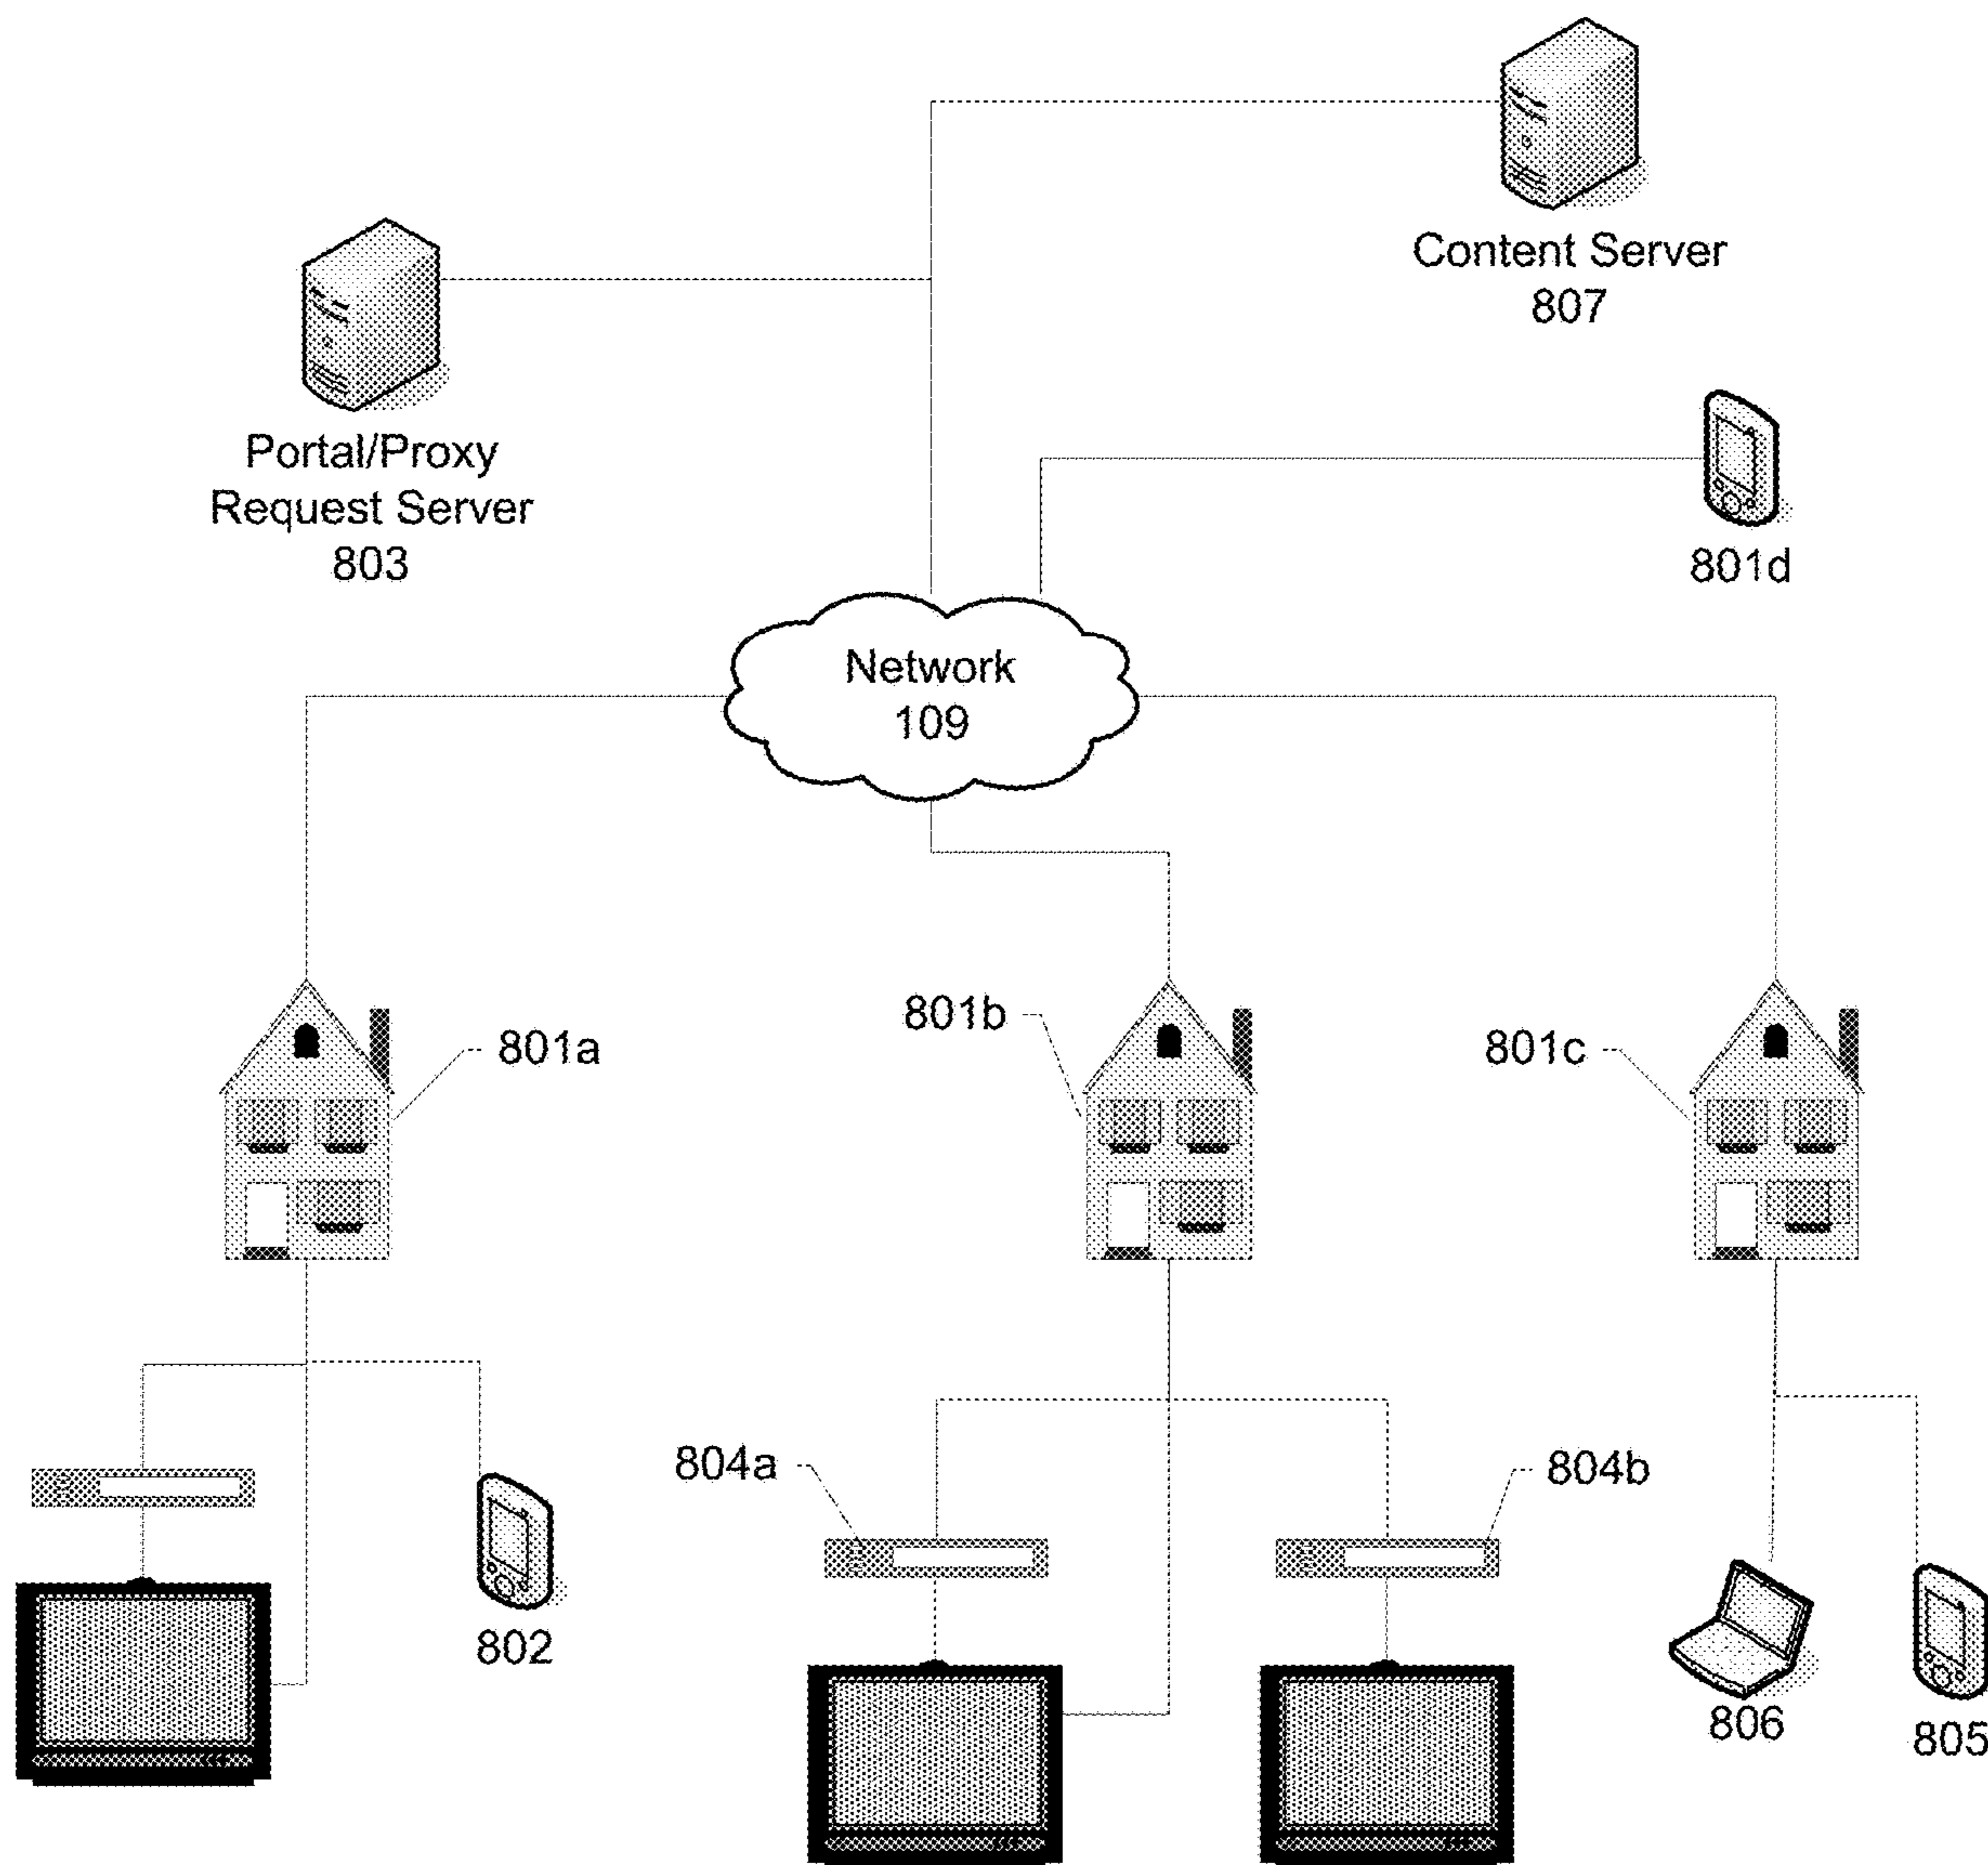 Content Server
807
Portal/Proxy
Request Server
803
801d
Network
109
801a
801b
801c
804a
804b
802
806
805